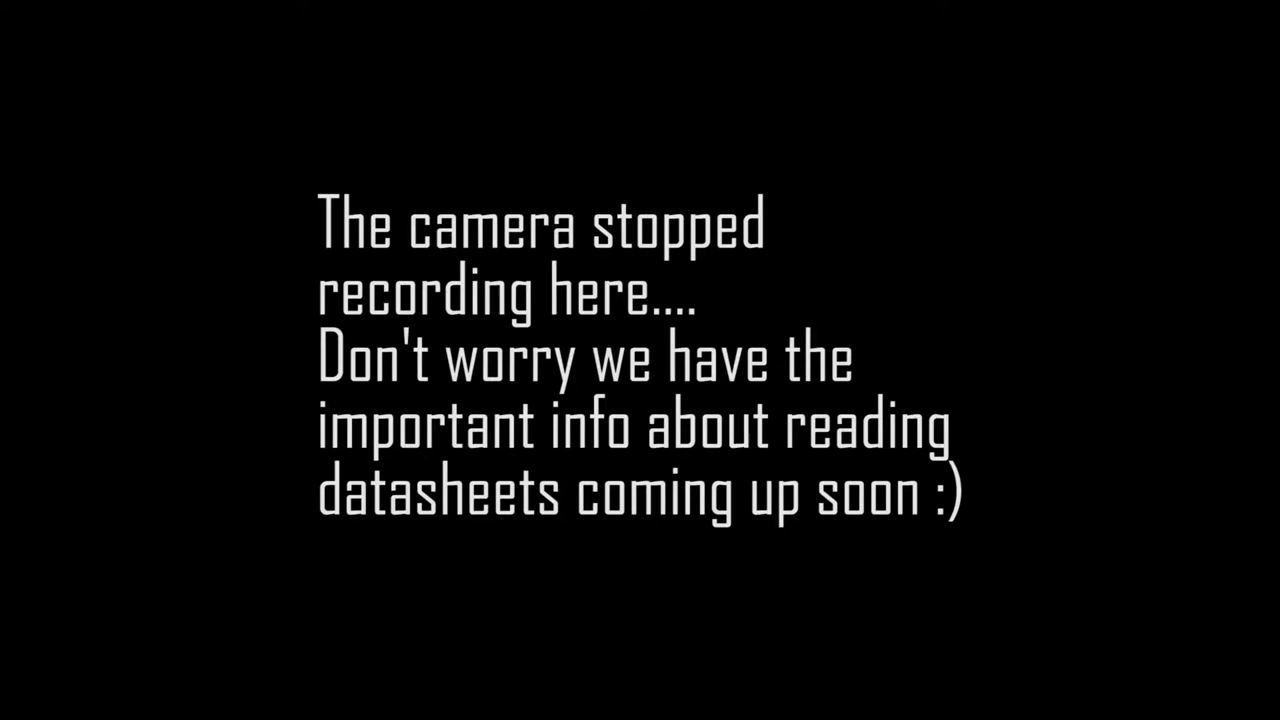 The camera stopped
recording here....
Don't worry we have the
important info about reading
datasheets coming up soon :)